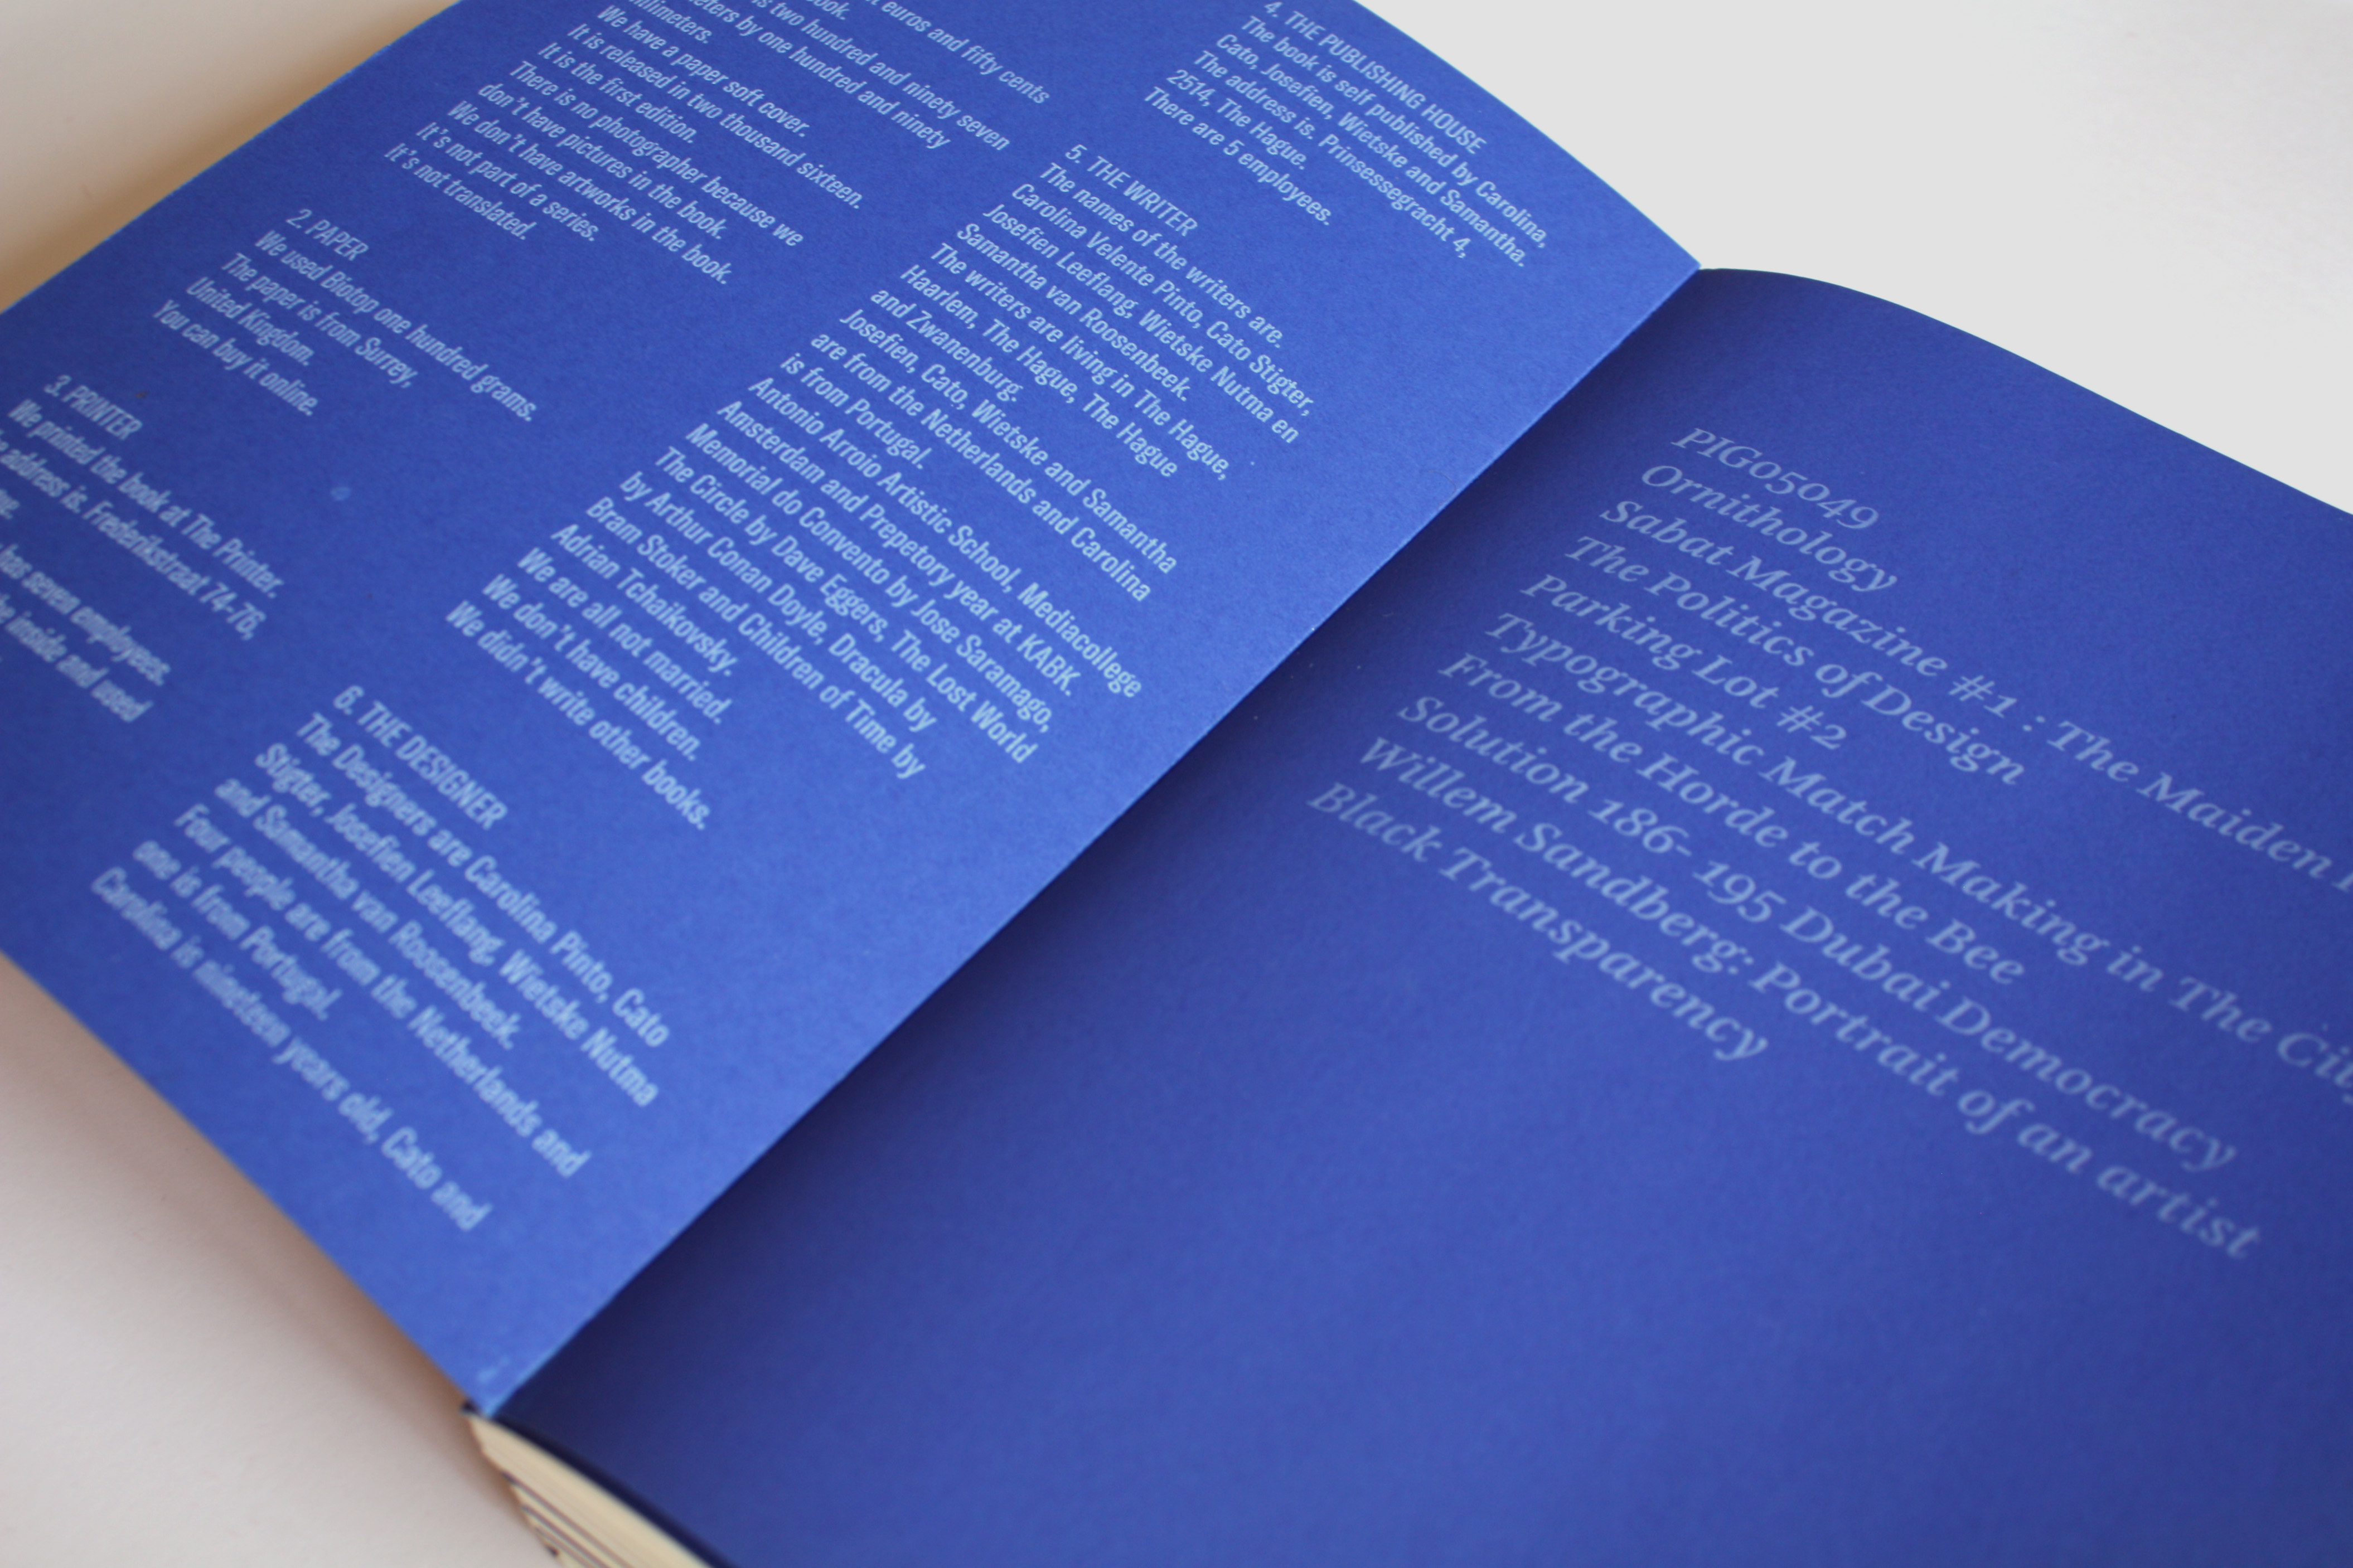 euros and fifty cents
book.
two hundred and ninety seven
meters by one hundred and ninety
millimeters.
We have a paper soft cover.
It is released in two thousand sixteen.
It is the first edition.
There is no photographer because we
don't have pictures in the book.
We don't have artworks in the book.
It's not part of a series.
It's not translated.
2. PAPER
We used Biotop one hundred grams.
The paper is from Surrey,
United Kingdom.
You can buy it online.
3. PRINTER
We printed the book at The Printer.
address is. Frederikstraat 74-76,
has seven employees.
inside and used
4. THE PUBLISHING HOUSE
The book is self published by Carolina,
Cato, Josefien, Wietske and Samantha.
The address is. Prinsessegracht 4,
2514, The Hague.
There are 5 employees.
5. THE WRITER
The names of the writers are.
Carolina Velente Pinto, Cato Stigter,
Josefien Leeflang, Wietske Nutma en
Samantha van Roosenbeek.
The writers are living in The Hague,
Haarlem, The Hague, The Hague
and Zwanenburg.
Josefien, Cato, Wietske and Samantha
are from the Netherlands and Carolina
is from Portugal.
Antonio Arroio Artistic School, Mediacollege
Amsterdam and Prepetory year at KABK.
Memorial do Convento by Jose Saramago,
The Circle by Dave Eggers, The Lost World
by Arthur Conan Doyle, Dracula by
Bram Stoker and Children of Time by
Adrian Tchaikovsky.
We are all not married.
We don't have children.
We didn't write other books.
6. THE DESIGNER
The Designers are Carolina Pinto, Cato
Stigter, Josefien Leeflang, Wietske Nutma
and Samantha van Roosenbeek.
Four people are from the Netherlands and
one is from Portugal.
Carolina is nineteen years old, Cato and
PIG05049
Ornithology
Sabat Magazine #1 : The Maiden
The Politics of Design
Parking Lot #2
Typographic Match Making in The City
From the Horde to the Bee
Solution 186- 195 Dubai Democracy
Willem Sandberg: Portrait of an artist
Black Transparency